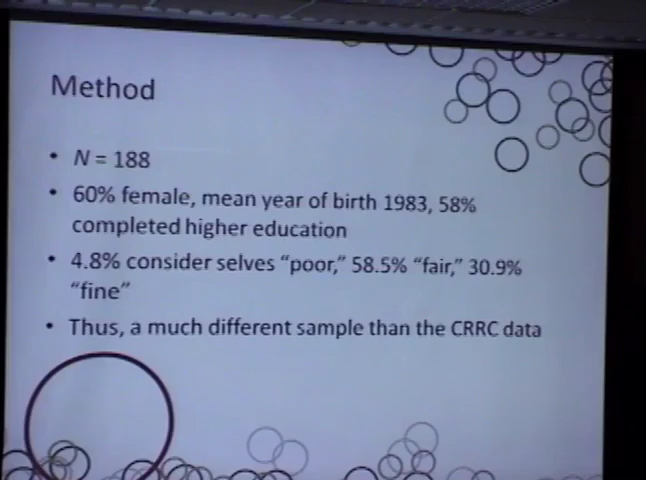 Method
• N = 188
• 60% female, mean year of birth 1983, 58%
completed higher education
• 4.8% consider selves “poor,” 58.5% “fair,” 30.9%
“fine”
• Thus, a much different sample than the CRRC data